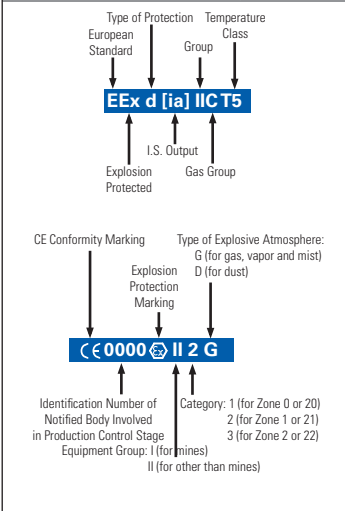 Type of Protection
Temperature
Class
European
Standard
Group
EEx d [ia] IIC T5
I.S. Output
Explosion
Protected
Gas Group
CE Conformity Marking
Type of Explosive Atmosphere:
G (for gas, vapor and mist)
D (for dust)
Explosion
Protection
Marking
CE 0000 Ex II 2 G
Identification Number of
Notified Body Involved
in Production Control Stage
Category: 1 (for Zone 0 or 20)
2 (for Zone 1 or 21)
3 (for Zone 2 or 22)
Equipment Group: I (for mines)
II (for other than mines)